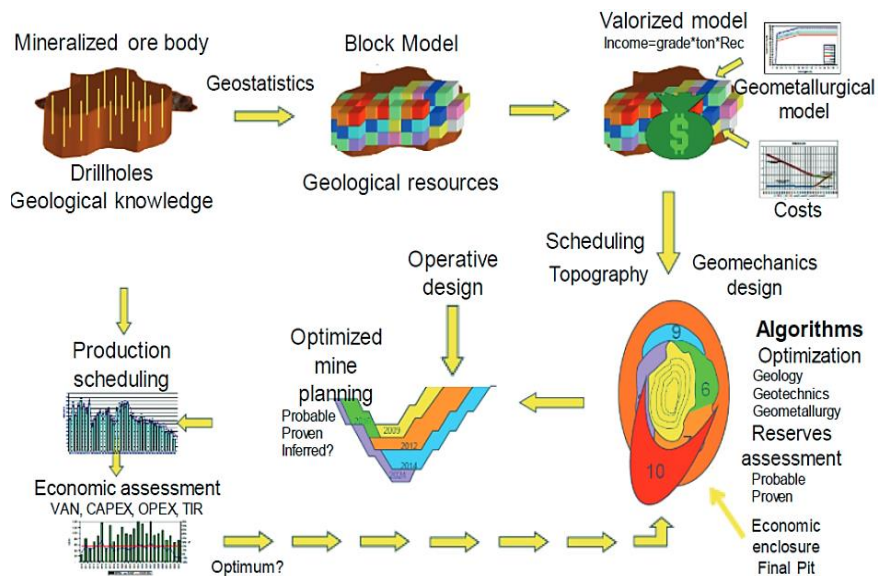 Mineralized ore body
Drillholes
Geological knowledge
Geostatistics
Block Model
Geological resources
Valorized model
Income=grade*ton*Rec
Geometallurgical
model
Costs
Scheduling
Topography
Geomechanics
design
Algorithms
Optimization
Geology
Geotechnics
Geometallurgy
Reserves
assessment
Probable
Proven
Economic
enclosure
Final Pit
9
6
7
10
Operative
design
Optimized
mine
planning
Probable
Proven
Inferred?
2009
2012
2014
Production
scheduling
Economic assessment
VAN, CAPEX, OPEX, TIR
Optimum?